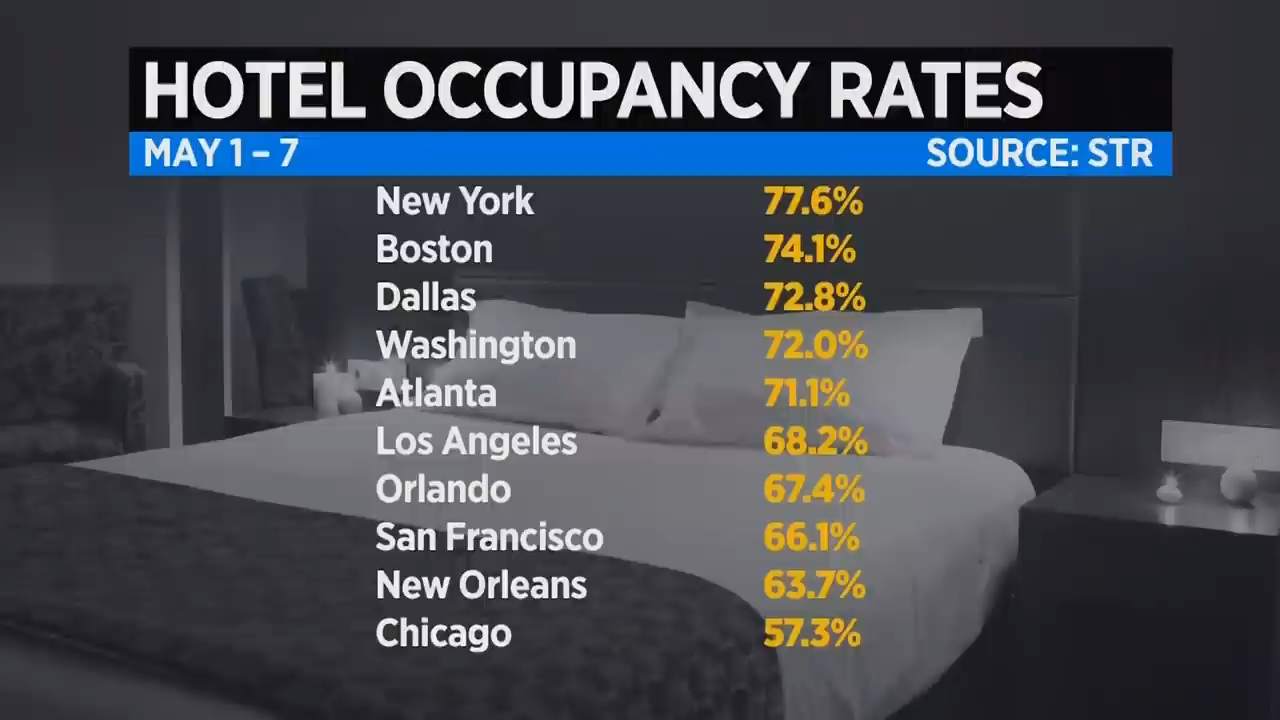 HOTEL OCCUPANCY RATES
MAY 1 – 7 SOURCE: STR
New York 77.6%
Boston 74.1%
Dallas 72.8%
Washington 72.0%
Atlanta 71.1%
Los Angeles 68.2%
Orlando 67.4%
San Francisco 66.1%
New Orleans 63.7%
Chicago 57.3%